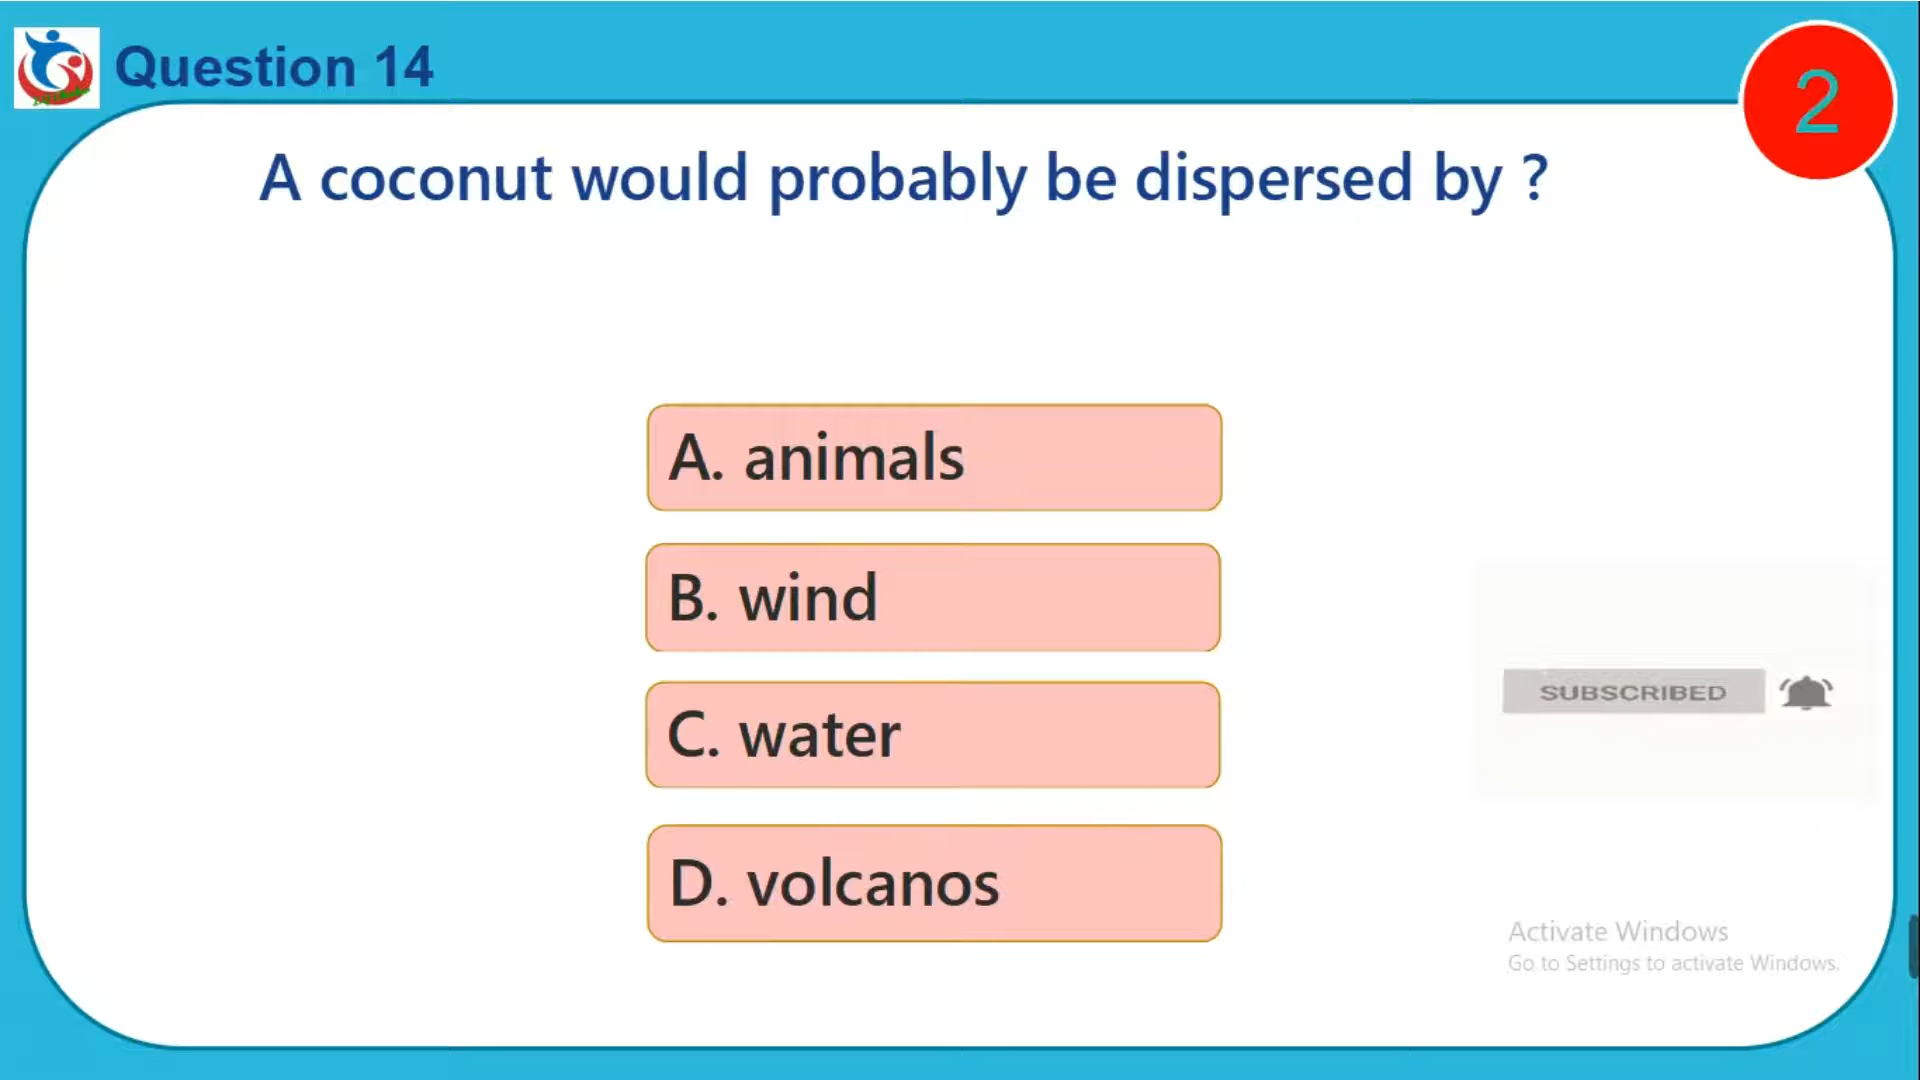 Question 14
2
A coconut would probably be dispersed by ?
A. animals
B. wind
C. water
D. volcanos
SUBSCRIBED
Activate Windows
Go to Settings to activate Windows.